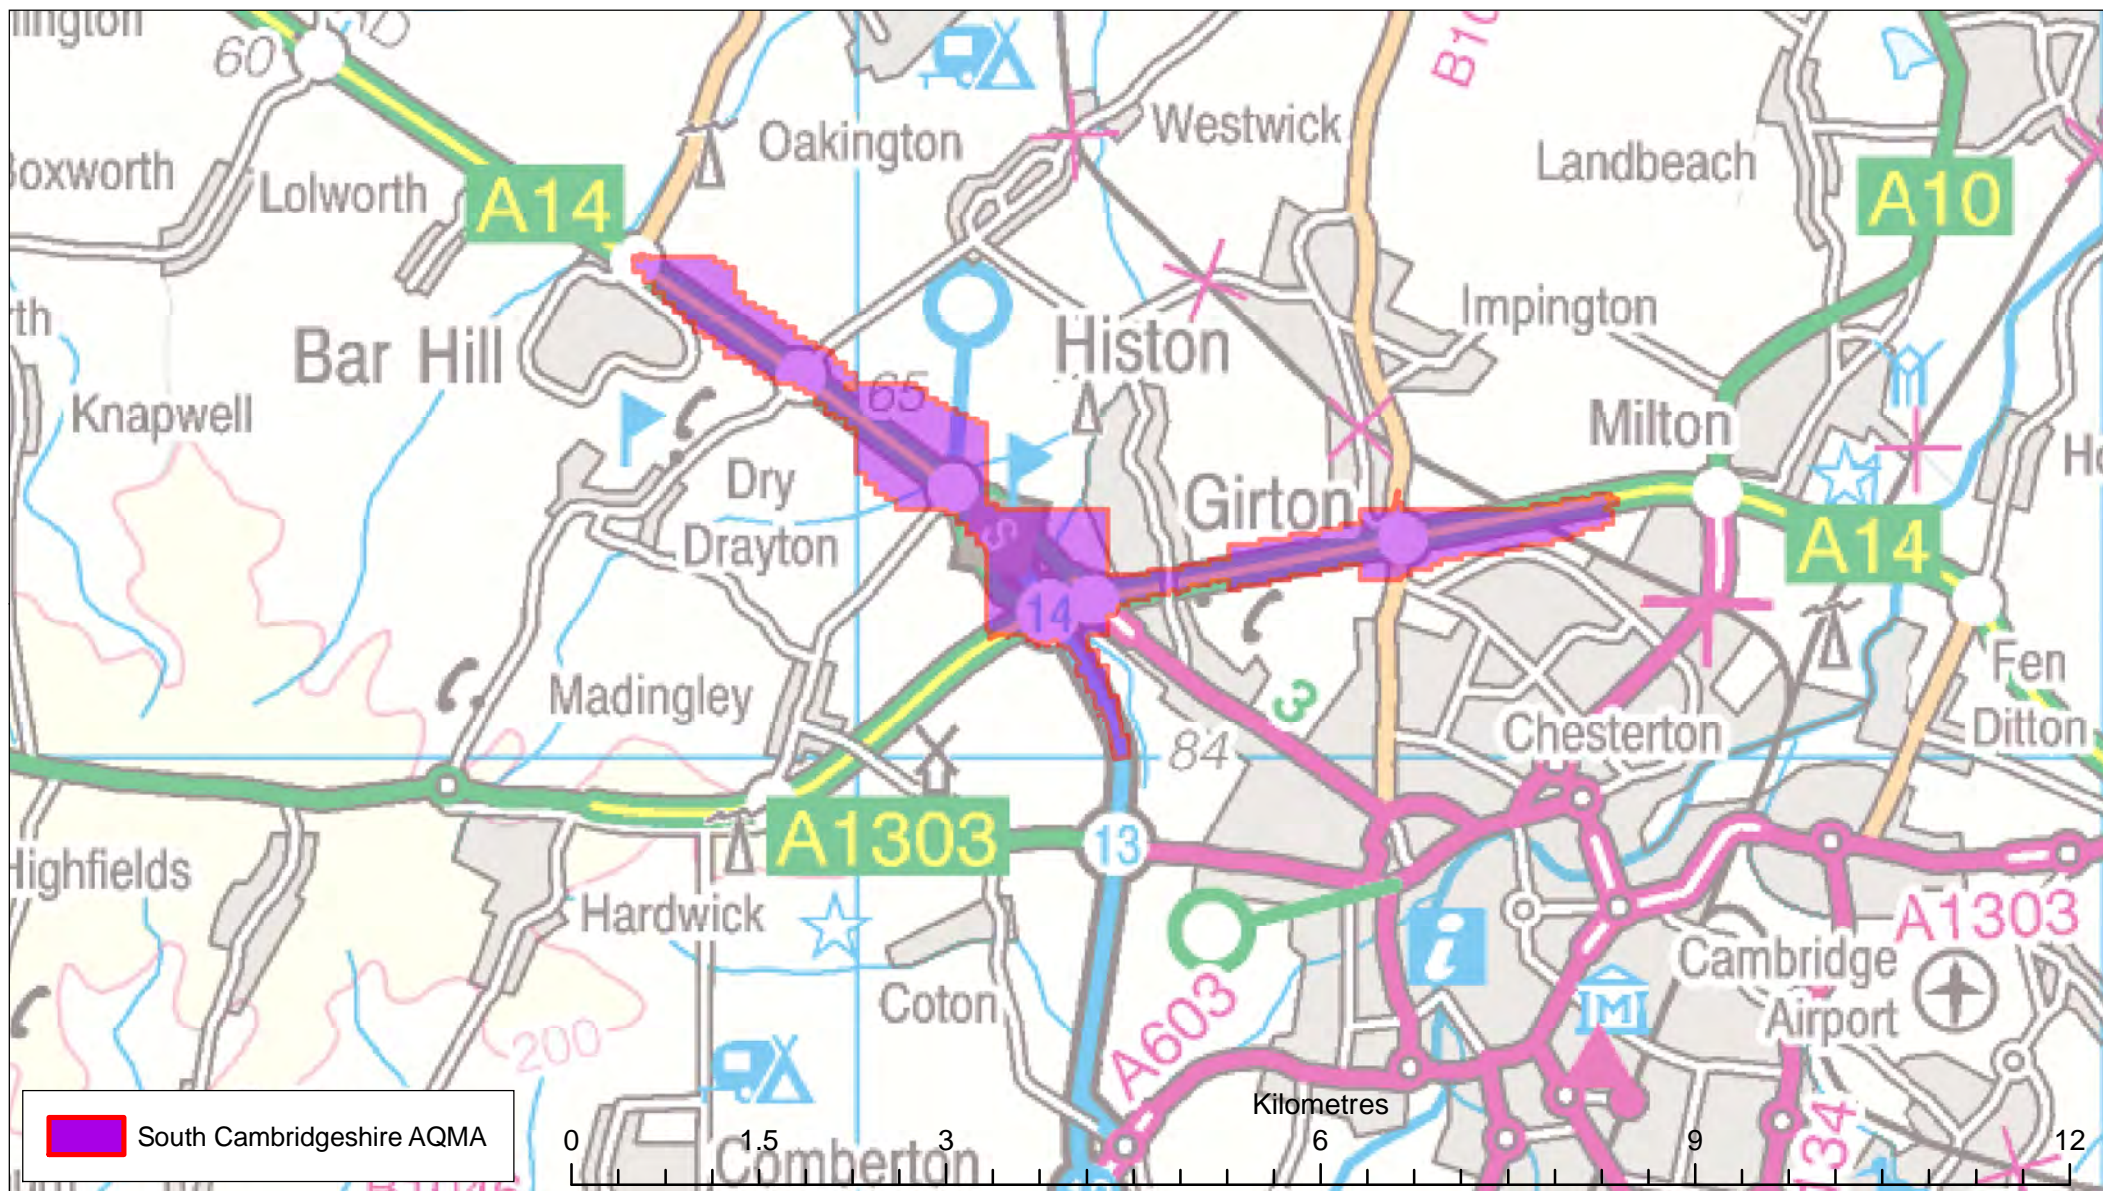 60
A14
A10
B10
Oakington
Westwick
Landbeach
Lolworth
Impington
Bar Hill
Histon
65
Knapwell
Milton
Dry
Drayton
Girton
A14
S
14
Madingley
3
84
Chesterton
Fen
Ditton
A1303
13
Hardwick
A1303
Cambridge
Airport
i
M
Coton
A603
200
Comberton
South Cambridgeshire AQMA
Kilometres
0 1.5 3 6 9 12